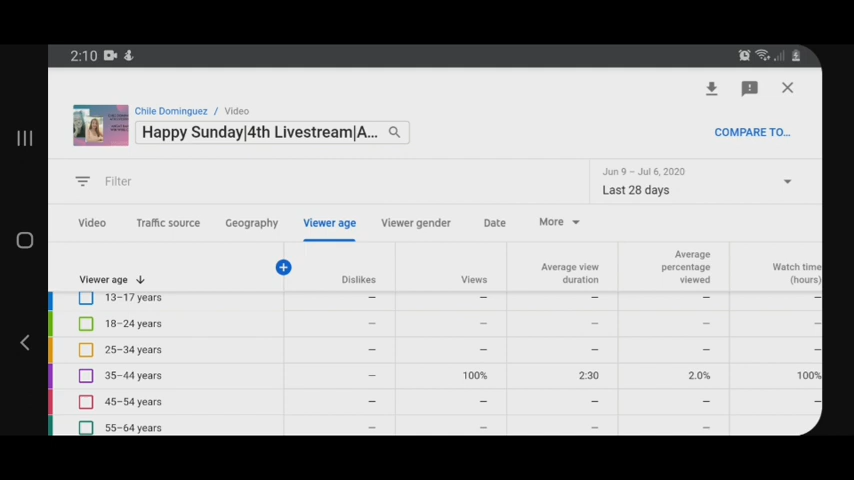 2:10
Chile Dominguez / Video
Happy Sunday|4th Livestream|A...
COMPARE TO...
Filter
Jun 9 – Jul 6, 2020
Last 28 days
Video Traffic source Geography Viewer age Viewer gender Date More
Viewer age Dislikes Views Average view duration Average percentage viewed Watch time (hours)
13–17 years — — — — —
18–24 years — — — — —
25–34 years — — — — —
35–44 years — 100% 2:30 2.0% 100%
45–54 years — — — — —
55–64 years — — — — —